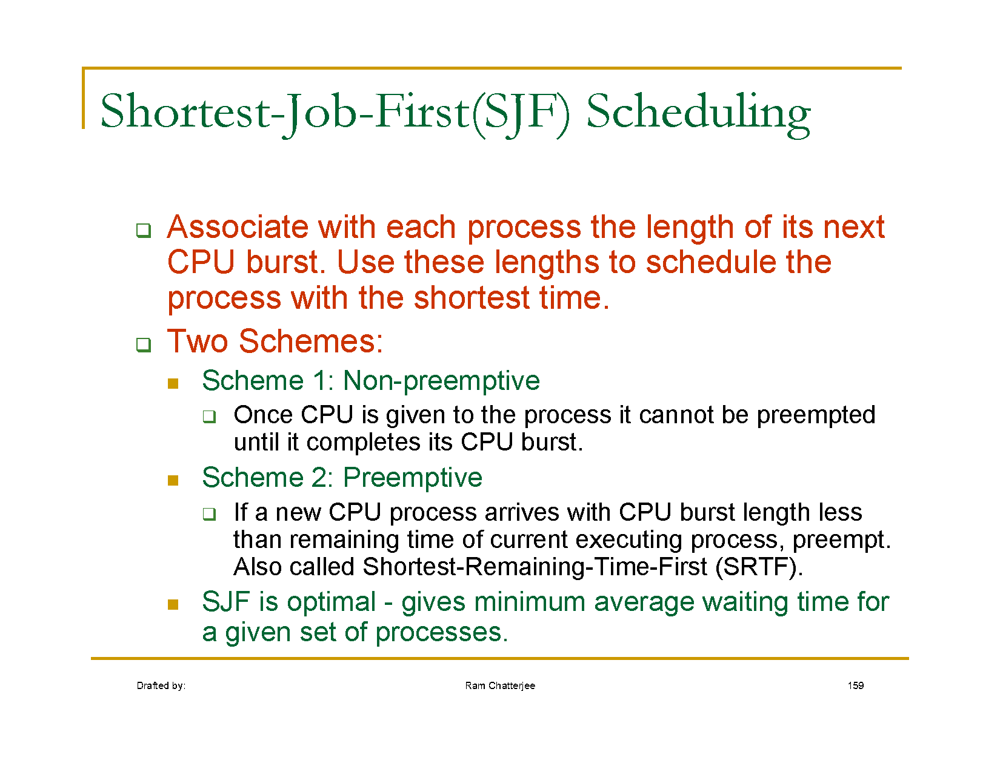 Shortest-Job-First(SJF) Scheduling
❑ Associate with each process the length of its next
CPU burst. Use these lengths to schedule the
process with the shortest time.
❑ Two Schemes:
■ Scheme 1: Non-preemptive
❑ Once CPU is given to the process it cannot be preempted
until it completes its CPU burst.
■ Scheme 2: Preemptive
❑ If a new CPU process arrives with CPU burst length less
than remaining time of current executing process, preempt.
Also called Shortest-Remaining-Time-First (SRTF).
■ SJF is optimal - gives minimum average waiting time for
a given set of processes.
Drafted by: Ram Chatterjee 159